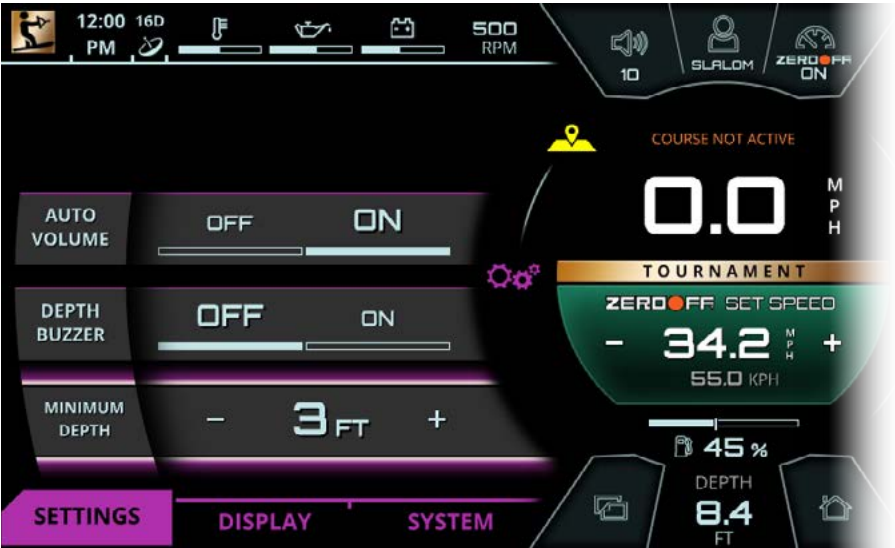 12:00 16D
PM
500
RPM
10
SLALOM
ZEROOFF
ON
COURSE NOT ACTIVE
0.0 MPH
TOURNAMENT
AUTO
VOLUME
OFF ON
ZEROOFF SET SPEED
- 34.2 MPH +
55.0 KPH
DEPTH
BUZZER
OFF ON
MINIMUM
DEPTH
- 3 FT +
45 %
DEPTH
8.4
FT
SETTINGS DISPLAY SYSTEM